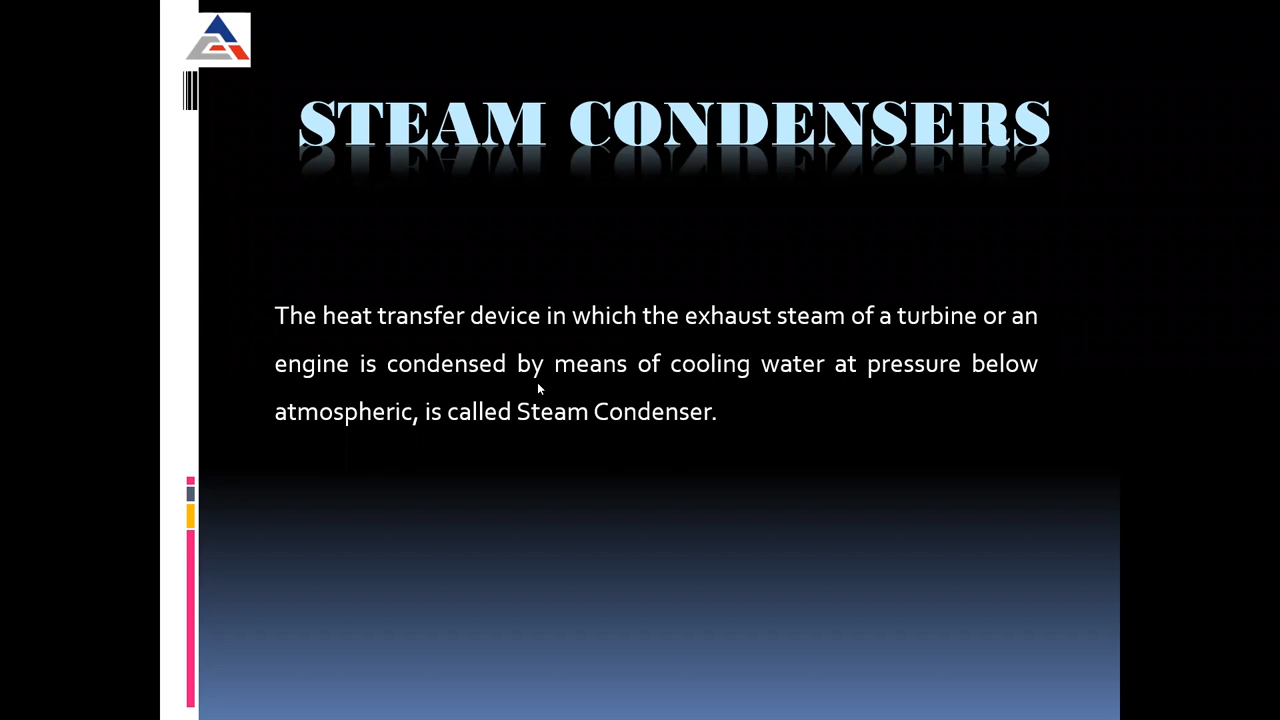 STEAM CONDENSERS
The heat transfer device in which the exhaust steam of a turbine or an
engine is condensed by means of cooling water at pressure below
atmospheric, is called Steam Condenser.